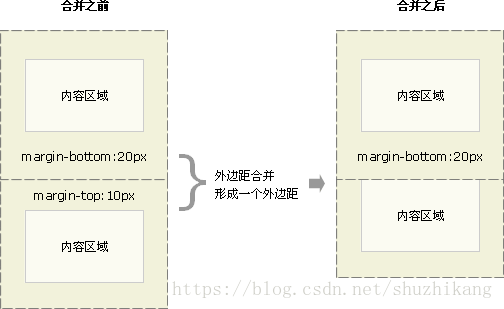 合并之前
合并之后
内容区域
内容区域
margin-bottom:20px
margin-bottom:20px
外边距合并
形成一个外边距
margin-top:10px
内容区域
内容区域
https://blog.csdn.net/shuzhikang